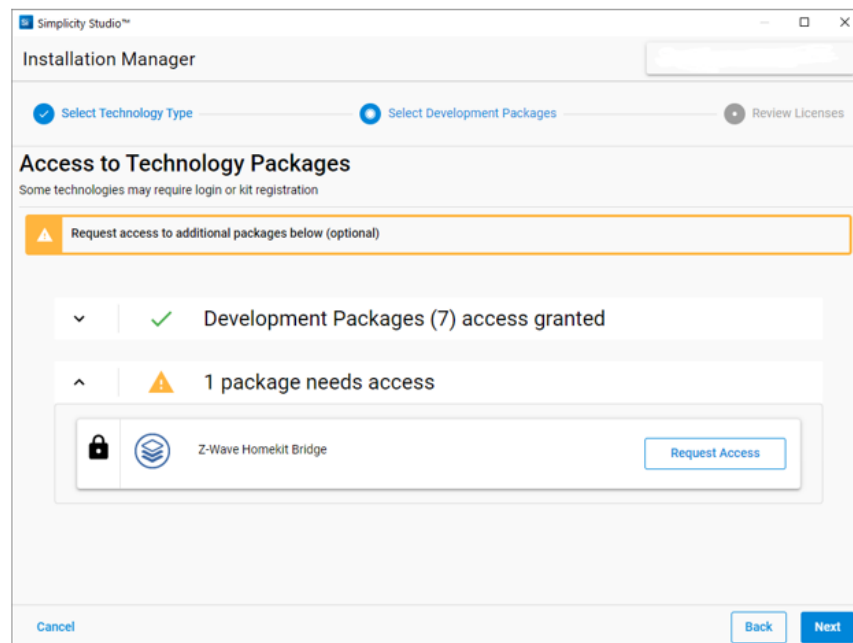 Simplicity Studio™
Installation Manager
Select Technology Type
Select Development Packages
Review Licenses
Access to Technology Packages
Some technologies may require login or kit registration
Request access to additional packages below (optional)
Development Packages (7) access granted
1 package needs access
Z-Wave Homekit Bridge
Request Access
Cancel
Back
Next